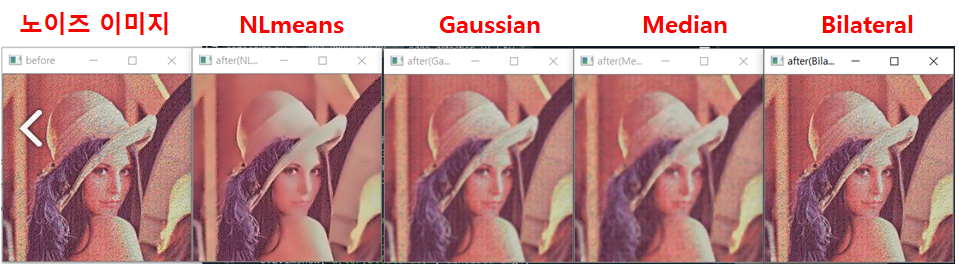 노이즈 이미지
NLmeans
Gaussian
Median
Bilateral
before
after(NL...
after(Ga...
after(Me...
after(Bila...